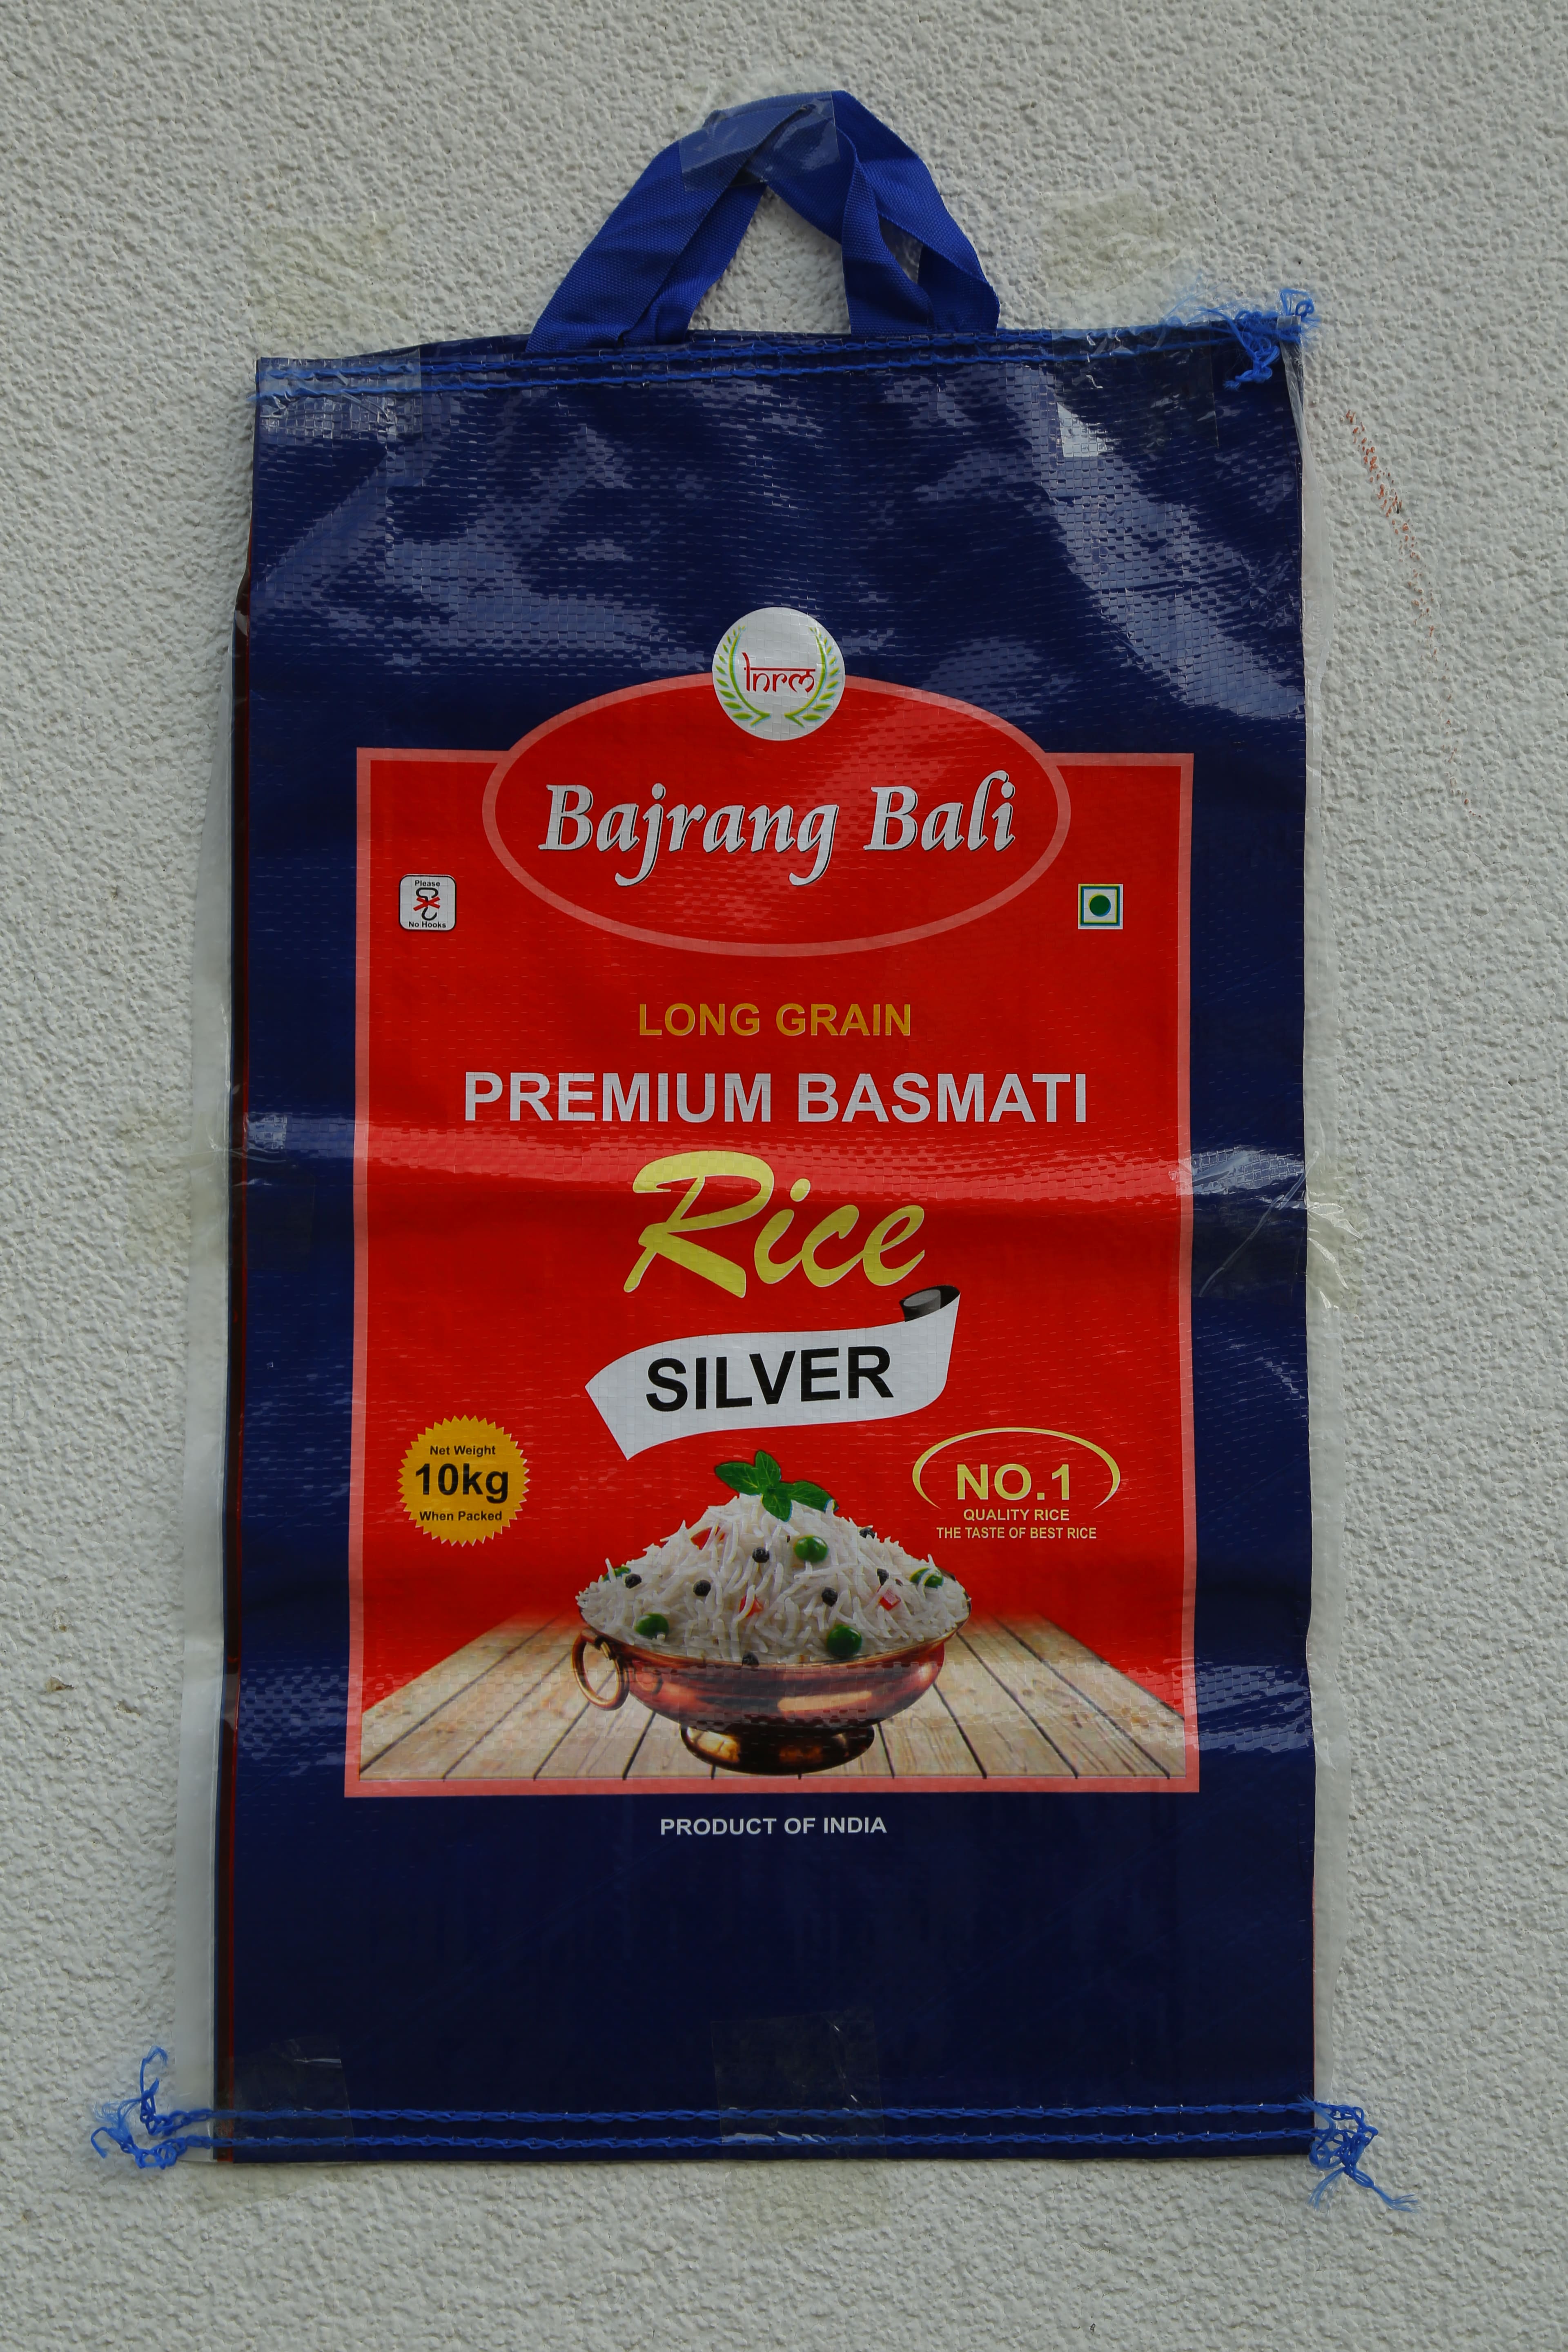 lnrm
Bajrang Bali
Please
No Hooks
LONG GRAIN
PREMIUM BASMATI
Rice
SILVER
Net Weight
10kg
When Packed
NO.1
QUALITY RICE
THE TASTE OF BEST RICE
PRODUCT OF INDIA